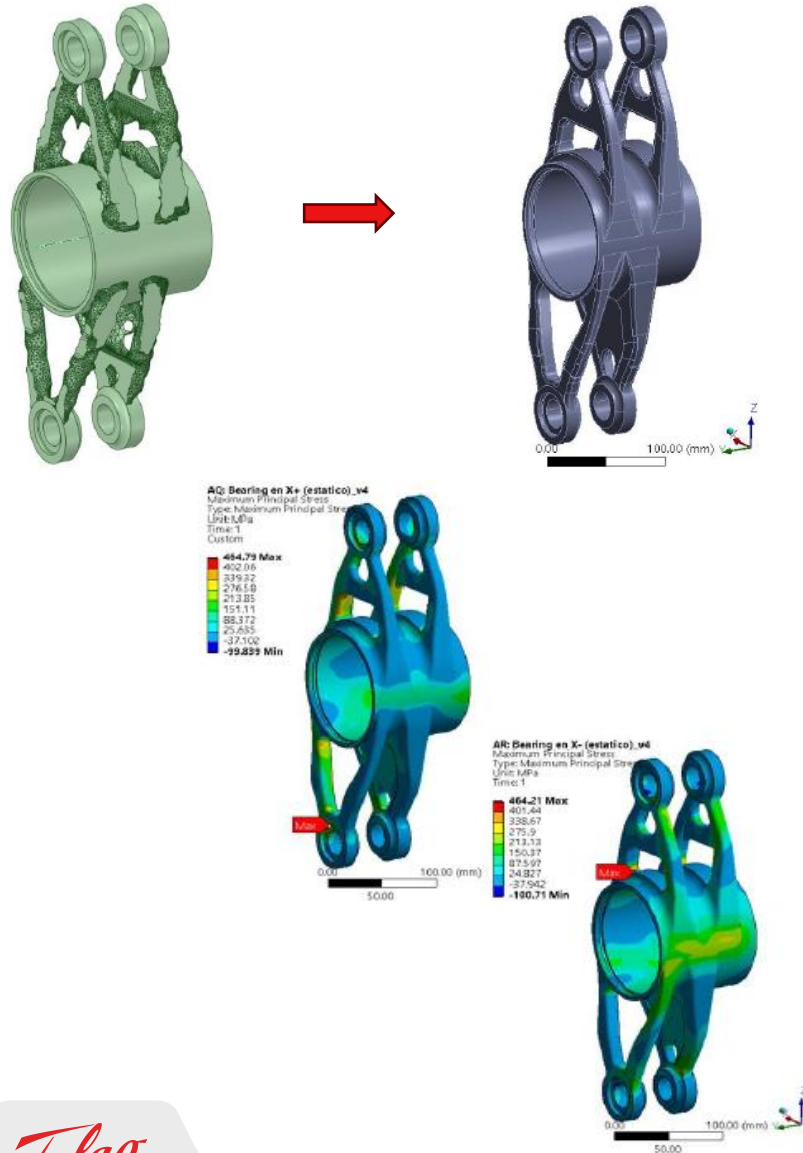 Z
0.00 100.00 (mm)
AQ: Bearing en X+ (estatico)_v4
Maximum Principal Stress
Type: Maximum Principal Stre
Unit: MPa
Time: 1
Custom
464.79 Max
402.06
339.32
276.58
213.85
151.11
88.372
25.635
-37.102
-99.839 Min
Max
0.00 100.00 (mm)
50.00
AR: Bearing en X- (estatico)_v4
Maximum Principal Stress
Type: Maximum Principal Stre
Unit: MPa
Time: 1
464.21 Max
401.44
338.67
275.9
213.13
150.37
87.597
24.827
-37.942
-100.71 Min
Max
0.00 100.00 (mm)
50.00